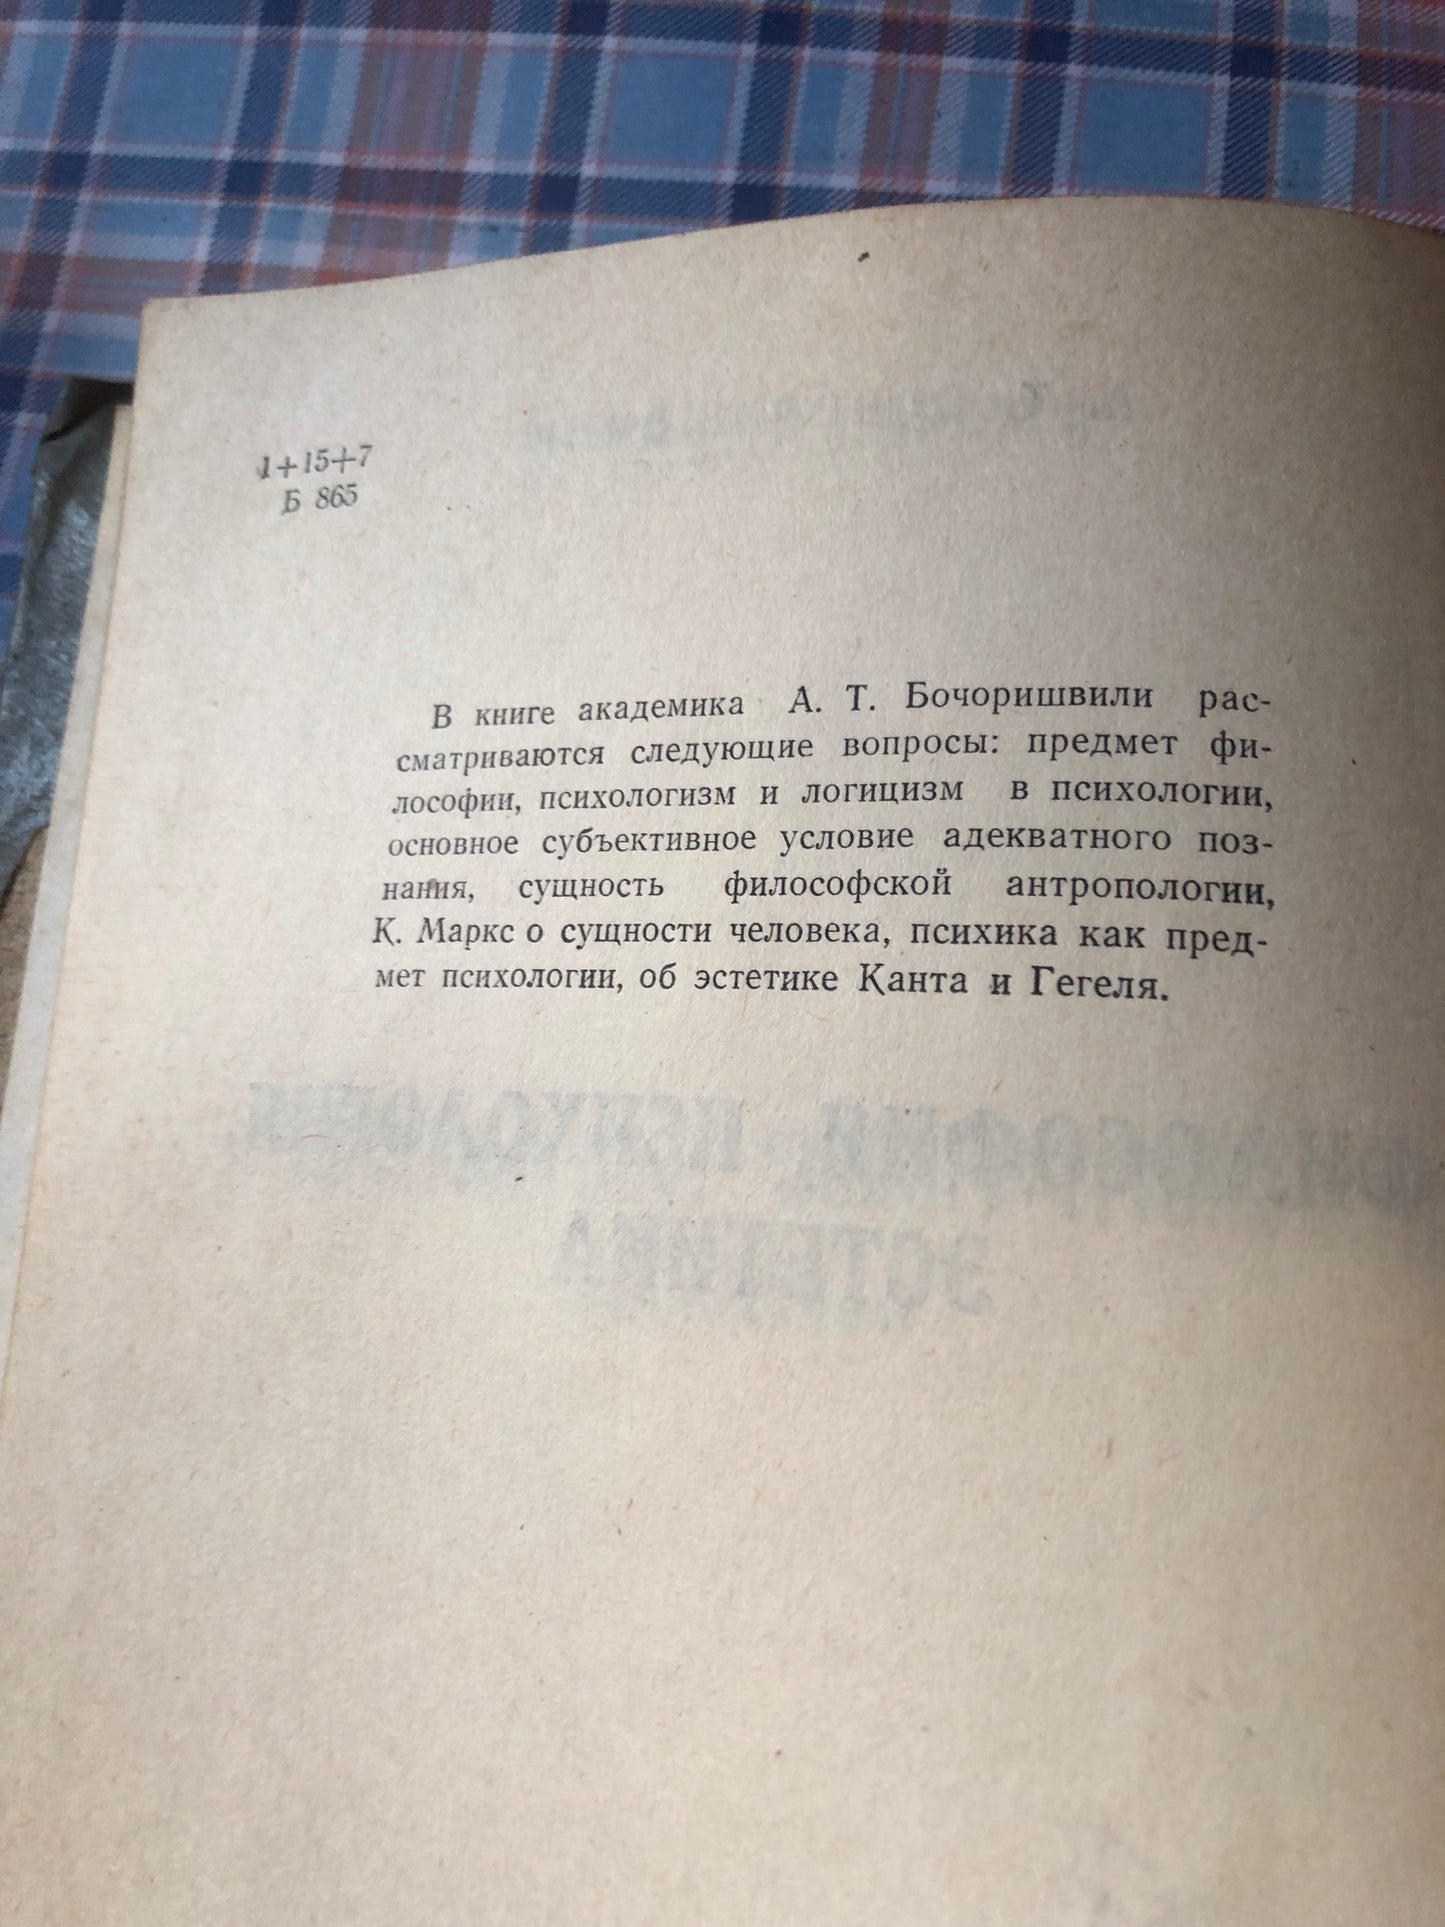 1+15+7
Б 865
В книге академика А. Т. Бочоришвили рас-
сматриваются следующие вопросы: предмет фи-
лософии, психологизм и логицизм в психологии,
основное субъективное условие адекватного поз-
нания, сущность философской антропологии,
К. Маркс о сущности человека, психика как пред-
мет психологии, об эстетике Канта и Гегеля.